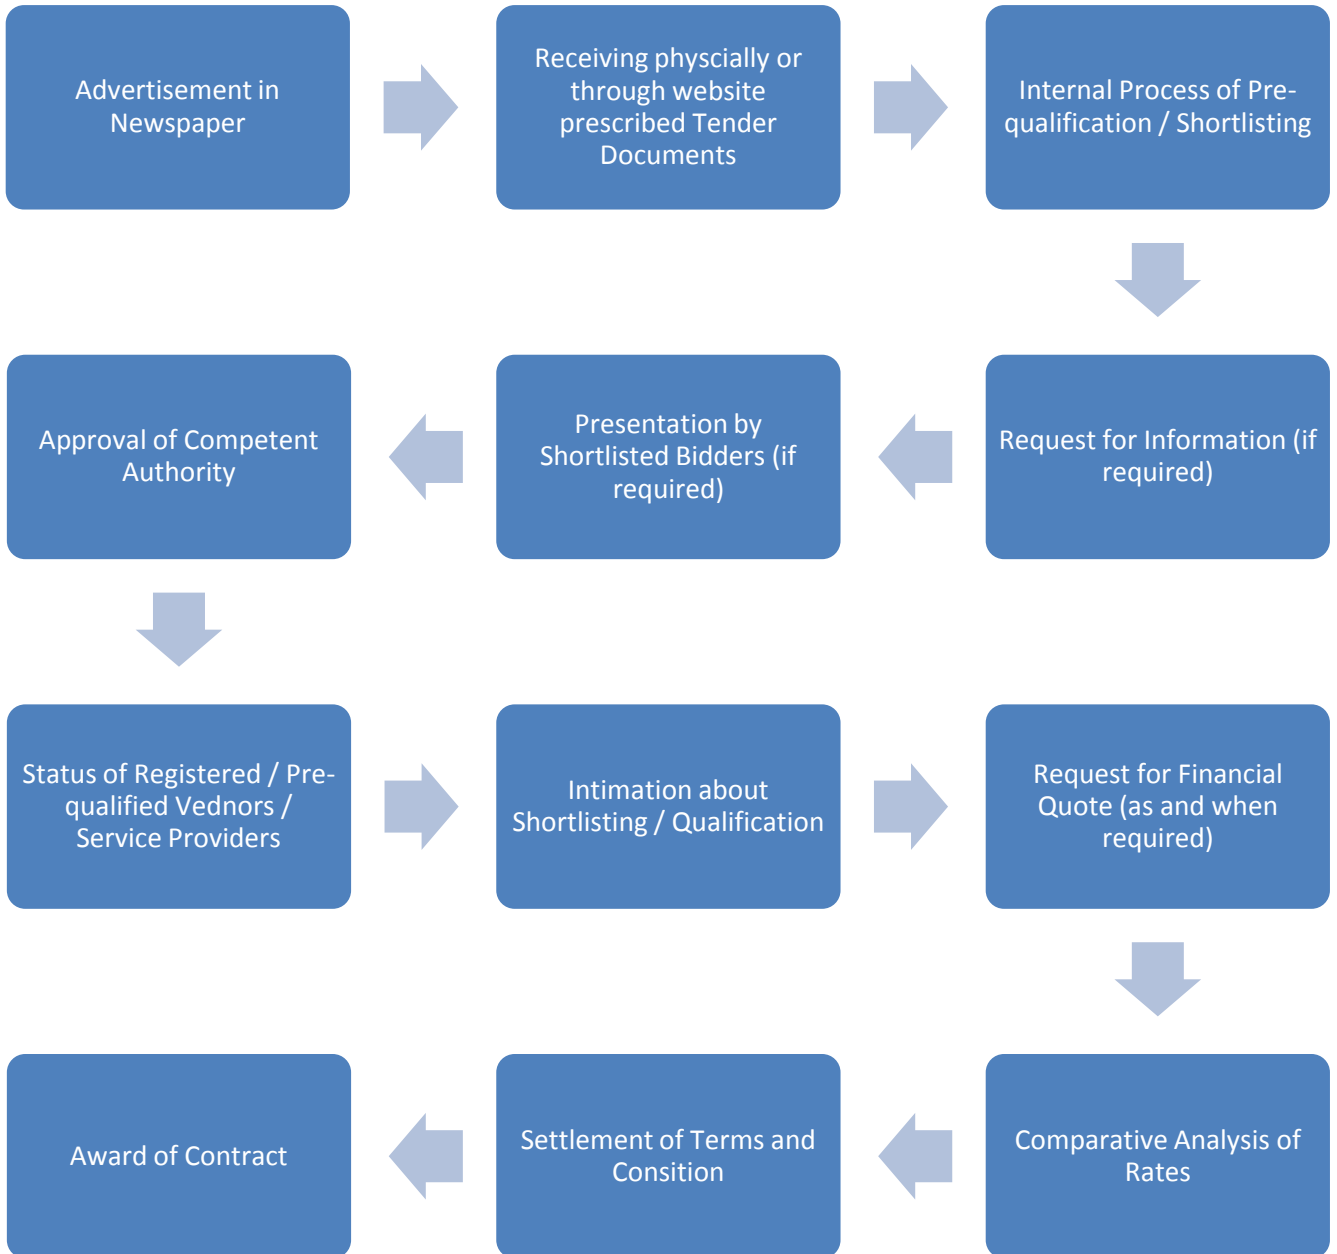 Advertisement in
Newspaper
Receiving physcially or
through website
prescribed Tender
Documents
Internal Process of Pre-
qualification / Shortlisting
Request for Information (if
required)
Presentation by
Shortlisted Bidders (if
required)
Approval of Competent
Authority
Status of Registered / Pre-
qualified Vednors /
Service Providers
Intimation about
Shortlisting / Qualification
Request for Financial
Quote (as and when
required)
Comparative Analysis of
Rates
Settlement of Terms and
Consition
Award of Contract